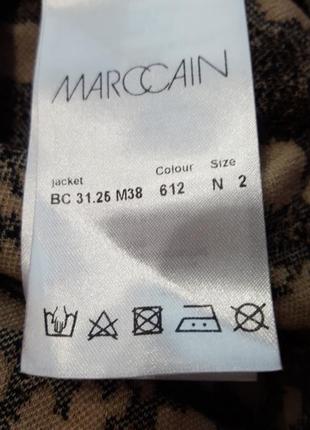 MARCCAIN
jacket Colour Size
BC 31.25 M38 612 N 2